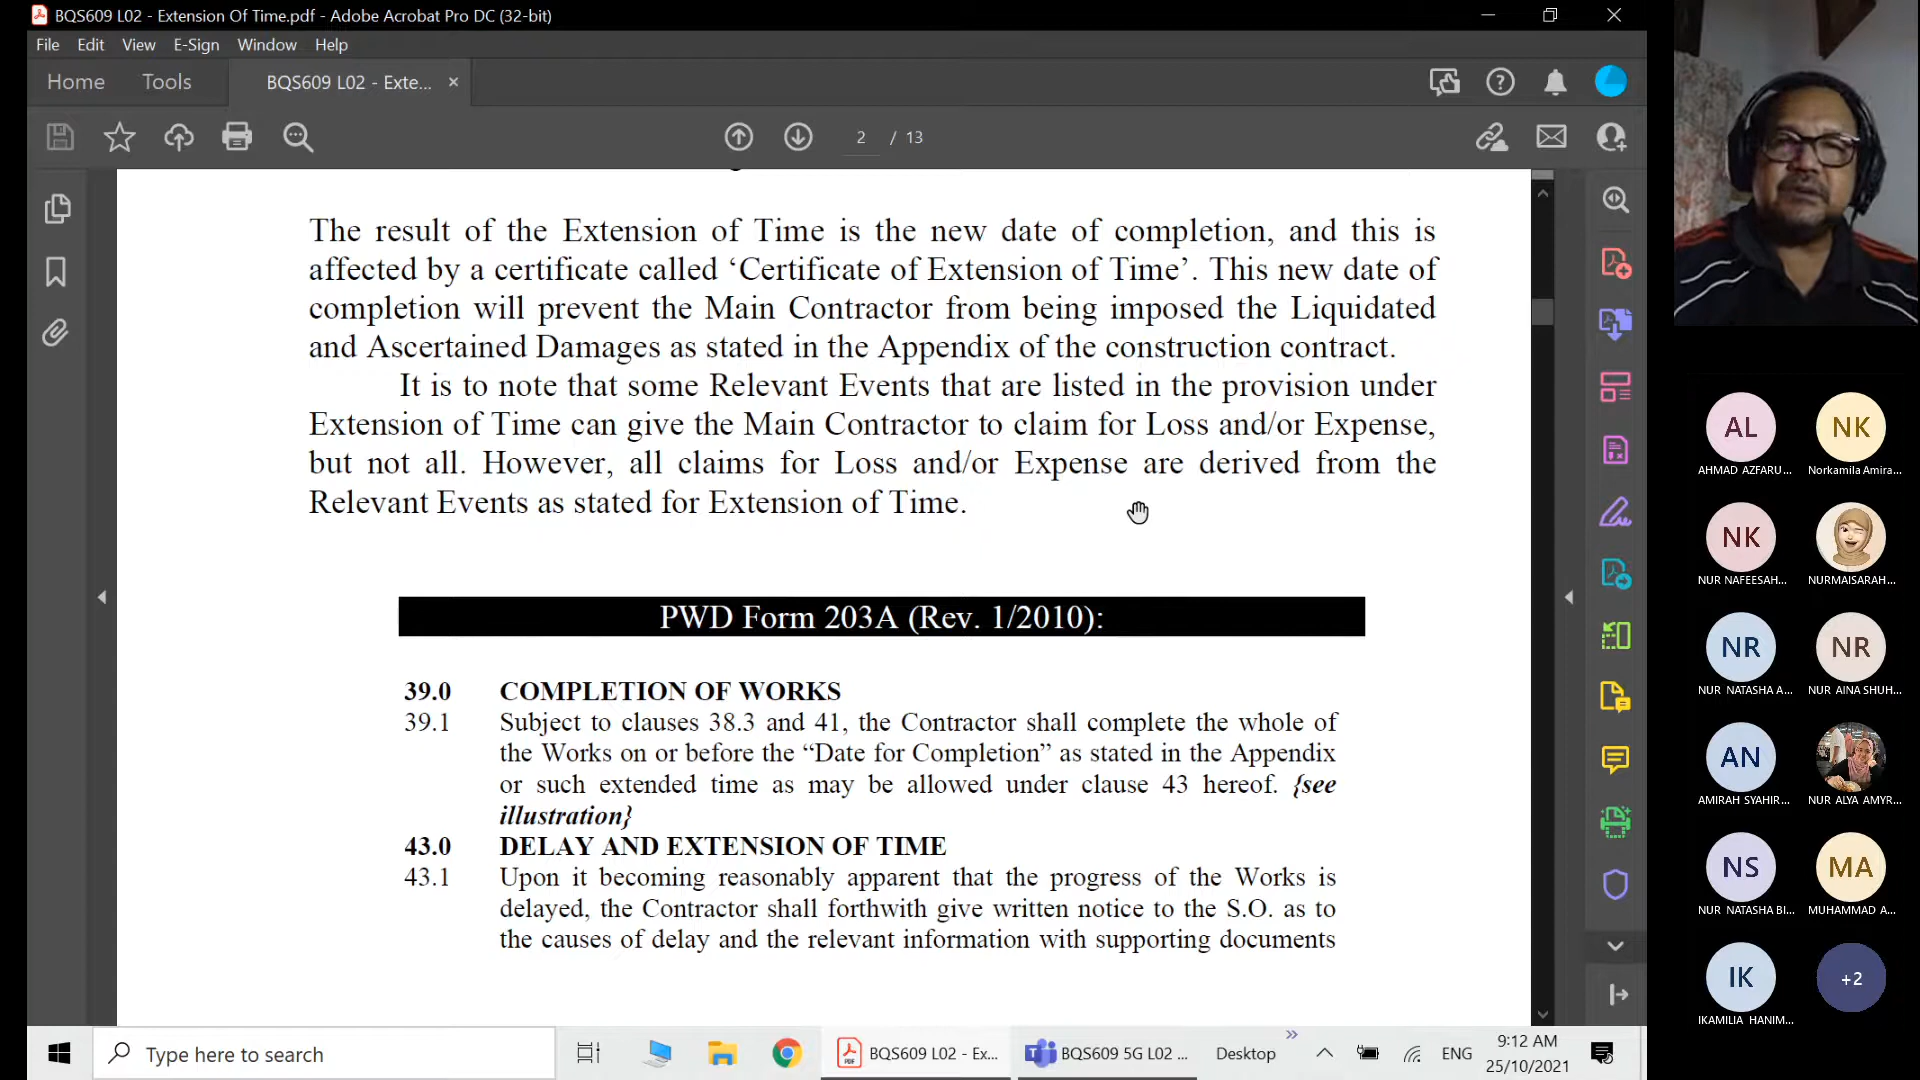 BQS609 L02 - Extension Of Time.pdf - Adobe Acrobat Pro DC (32-bit)
File Edit View E-Sign Window Help
Home Tools BQS609 L02 - Exte... ×
2 / 13
The result of the Extension of Time is the new date of completion, and this is
affected by a certificate called ‘Certificate of Extension of Time’. This new date of
completion will prevent the Main Contractor from being imposed the Liquidated
and Ascertained Damages as stated in the Appendix of the construction contract.
It is to note that some Relevant Events that are listed in the provision under
Extension of Time can give the Main Contractor to claim for Loss and/or Expense,
but not all. However, all claims for Loss and/or Expense are derived from the
Relevant Events as stated for Extension of Time.
PWD Form 203A (Rev. 1/2010):
39.0 COMPLETION OF WORKS
39.1 Subject to clauses 38.3 and 41, the Contractor shall complete the whole of
the Works on or before the “Date for Completion” as stated in the Appendix
or such extended time as may be allowed under clause 43 hereof. {see
illustration}
43.0 DELAY AND EXTENSION OF TIME
43.1 Upon it becoming reasonably apparent that the progress of the Works is
delayed, the Contractor shall forthwith give written notice to the S.O. as to
the causes of delay and the relevant information with supporting documents
AL NK
AHMAD AZFARU... Norkamila Amira...
NK
NUR NAFEESAH... NURMAISARAH...
NR NR
NUR NATASHA A... NUR AINA SHUH...
AN
AMIRAH SYAHIR... NUR ALYA AMYR...
NS MA
NUR NATASHA BI... MUHAMMAD A...
IK +2
IKAMILIA HANIM...
Type here to search
BQS609 L02 - Ex...
BQS609 5G L02 ...
Desktop
ENG
9:12 AM
25/10/2021